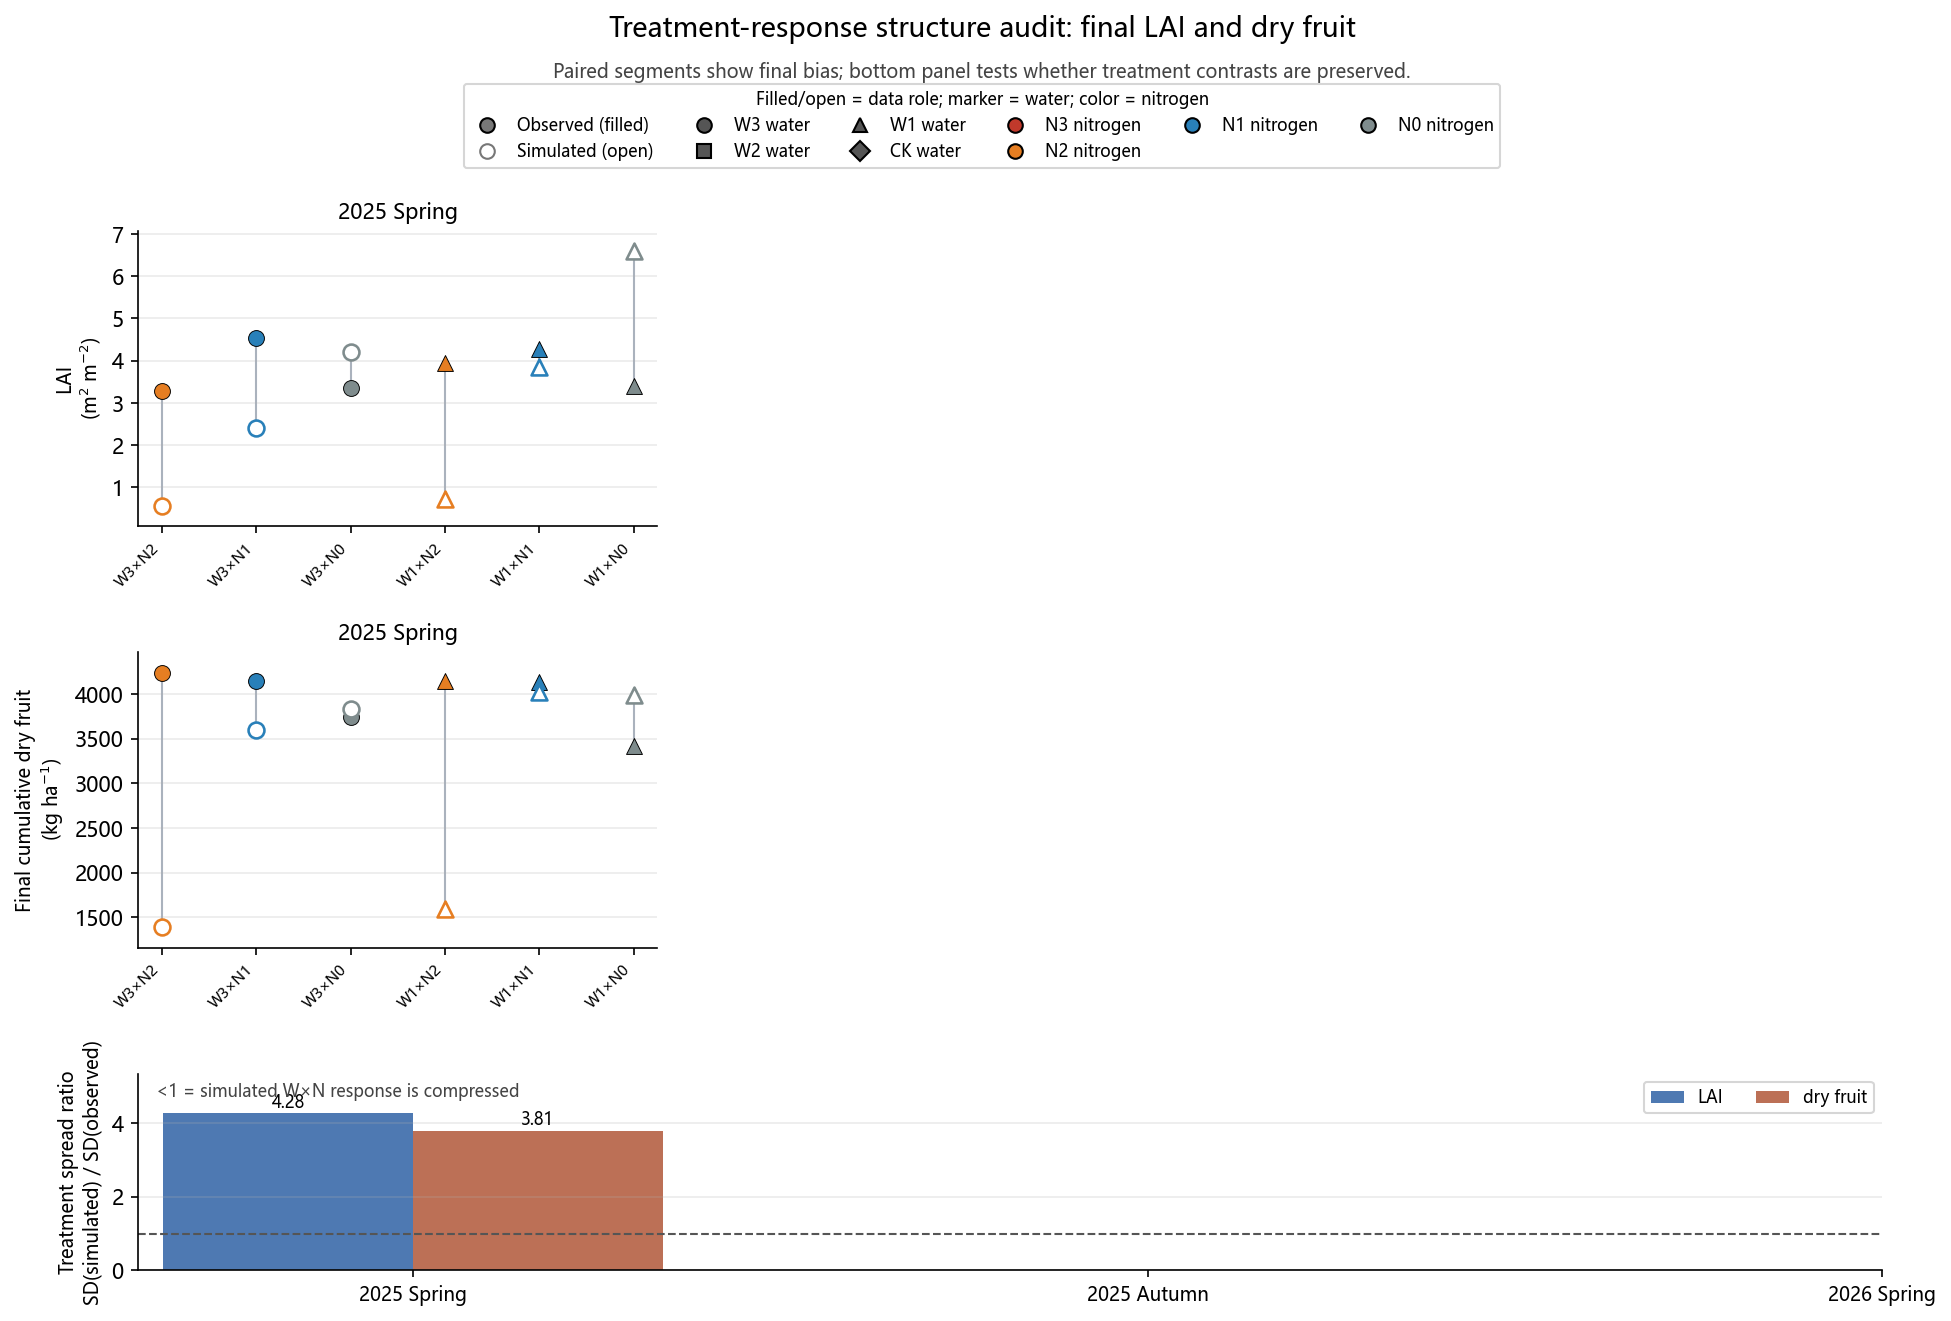 Treatment-response structure audit: final LAI and dry fruit
Paired segments show final bias; bottom panel tests whether treatment contrasts are preserved.
Filled/open = data role; marker = water; color = nitrogen
Observed (filled) W3 water W1 water N3 nitrogen N1 nitrogen N0 nitrogen
Simulated (open) W2 water CK water N2 nitrogen
2025 Spring
LAI
(m² m⁻²)
7
6
5
4
3
2
1
W3×N2 W3×N1 W3×N0 W1×N2 W1×N1 W1×N0
2025 Spring
Final cumulative dry fruit
(kg ha⁻¹)
4000
3500
3000
2500
2000
1500
W3×N2 W3×N1 W3×N0 W1×N2 W1×N1 W1×N0
Treatment spread ratio
SD(simulated) / SD(observed)
<1 = simulated W×N response is compressed
LAI dry fruit
4.28
3.81
4
2
0
2025 Spring 2025 Autumn 2026 Spring